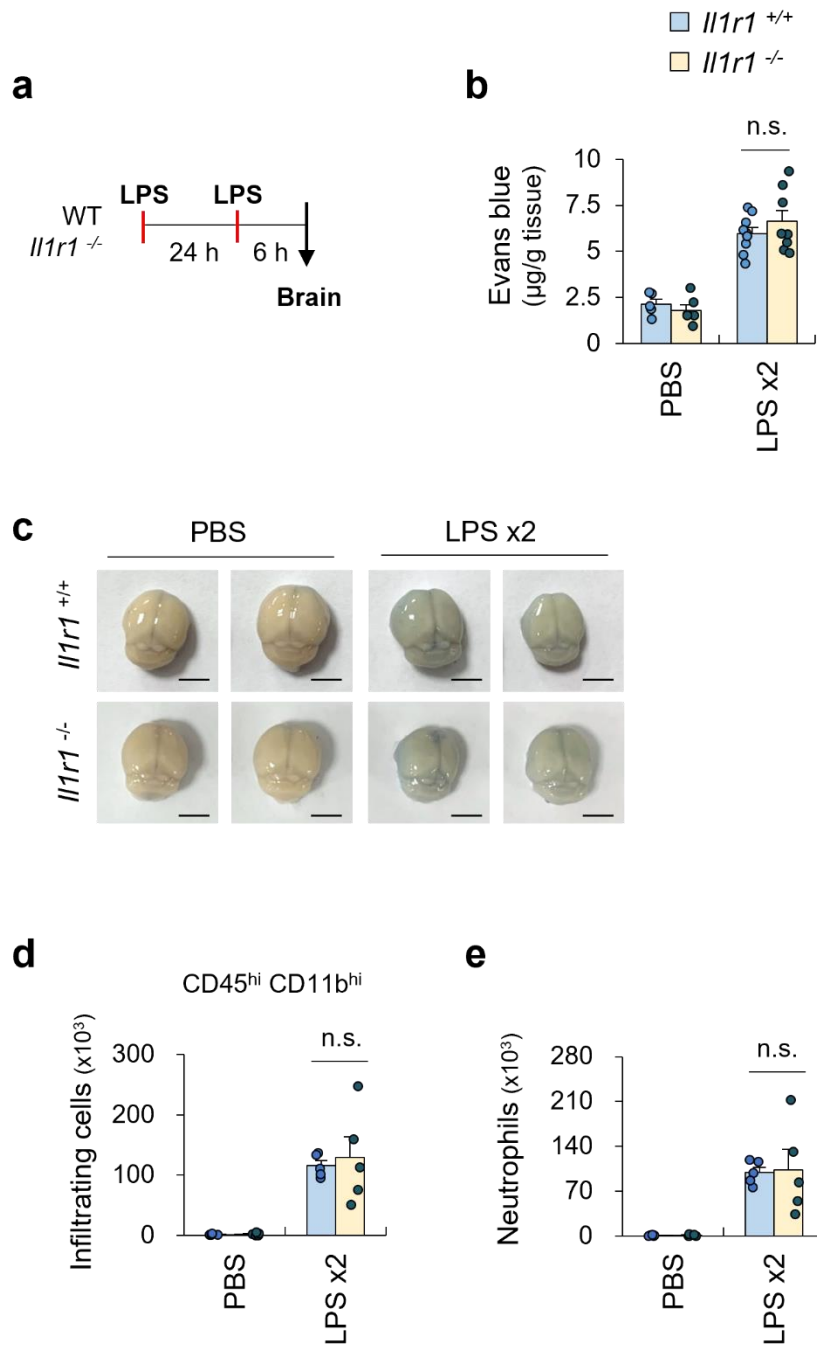 Il1r1 +/+
Il1r1 -/-
a
WT
Il1r1 -/-
LPS LPS
24 h 6 h
Brain
b
n.s.
Evans blue
(µg/g tissue)
10
7.5
5
2.5
0
PBS
LPS x2
c
PBS LPS x2
Il1r1 +/+
Il1r1 -/-
d
CD45hi CD11bhi
n.s.
Infiltrating cells (x10³)
300
200
100
0
PBS
LPS x2
e
n.s.
Neutrophils (x10³)
280
210
140
70
0
PBS
LPS x2